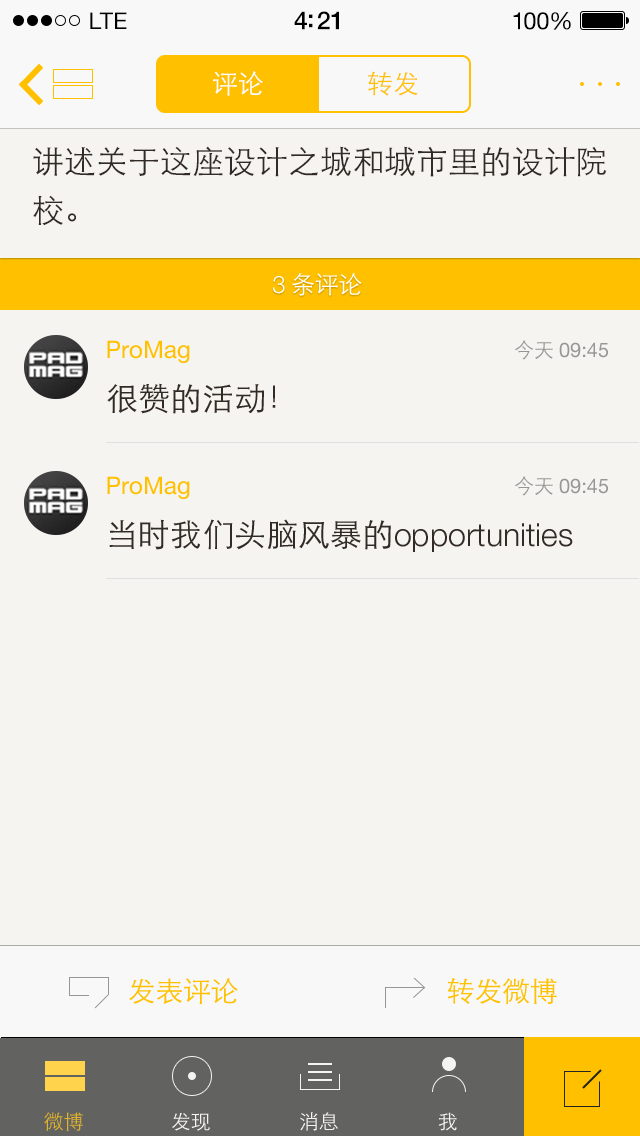 LTE 4:21 100%
评论 转发
讲述关于这座设计之城和城市里的设计院
校。
3 条评论
PAD
MAG
ProMag 今天 09:45
很赞的活动！
PAD
MAG
ProMag 今天 09:45
当时我们头脑风暴的opportunities
发表评论 转发微博
微博 发现 消息 我